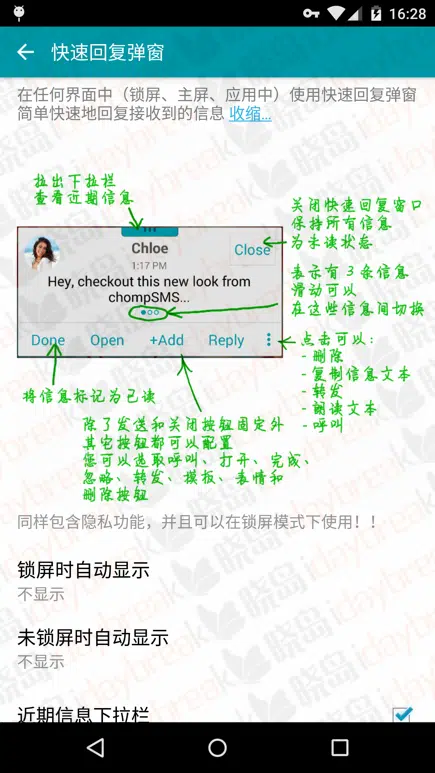 16:28
快速回复弹窗
在任何界面中（锁屏、主屏、应用中）使用快速回复弹窗
简单快速地回复接收到的信息 收缩...
拉出下拉栏
查看近期信息
关闭快速回复窗口
保持所有信息
为未读状态
Chloe
Close
1:17 PM
Hey, checkout this new look from
chompSMS...
表示有 3 条信息
滑动可以
在这些信息间切换
Done
Open
+Add
Reply
点击可以：
- 删除
- 复制信息文本
- 转发
- 朗读文本
- 呼叫
将信息标记为已读
除了发送和关闭按钮固定外
其它按钮都可以配置
您可以选取呼叫、打开、完成、
忽略、转发、模板、表情和
删除按钮
同样包含隐私功能，并且可以在锁屏模式下使用！！
锁屏时自动显示
不显示
未锁屏时自动显示
不显示
近期信息下拉栏
晓岛
idaybreak